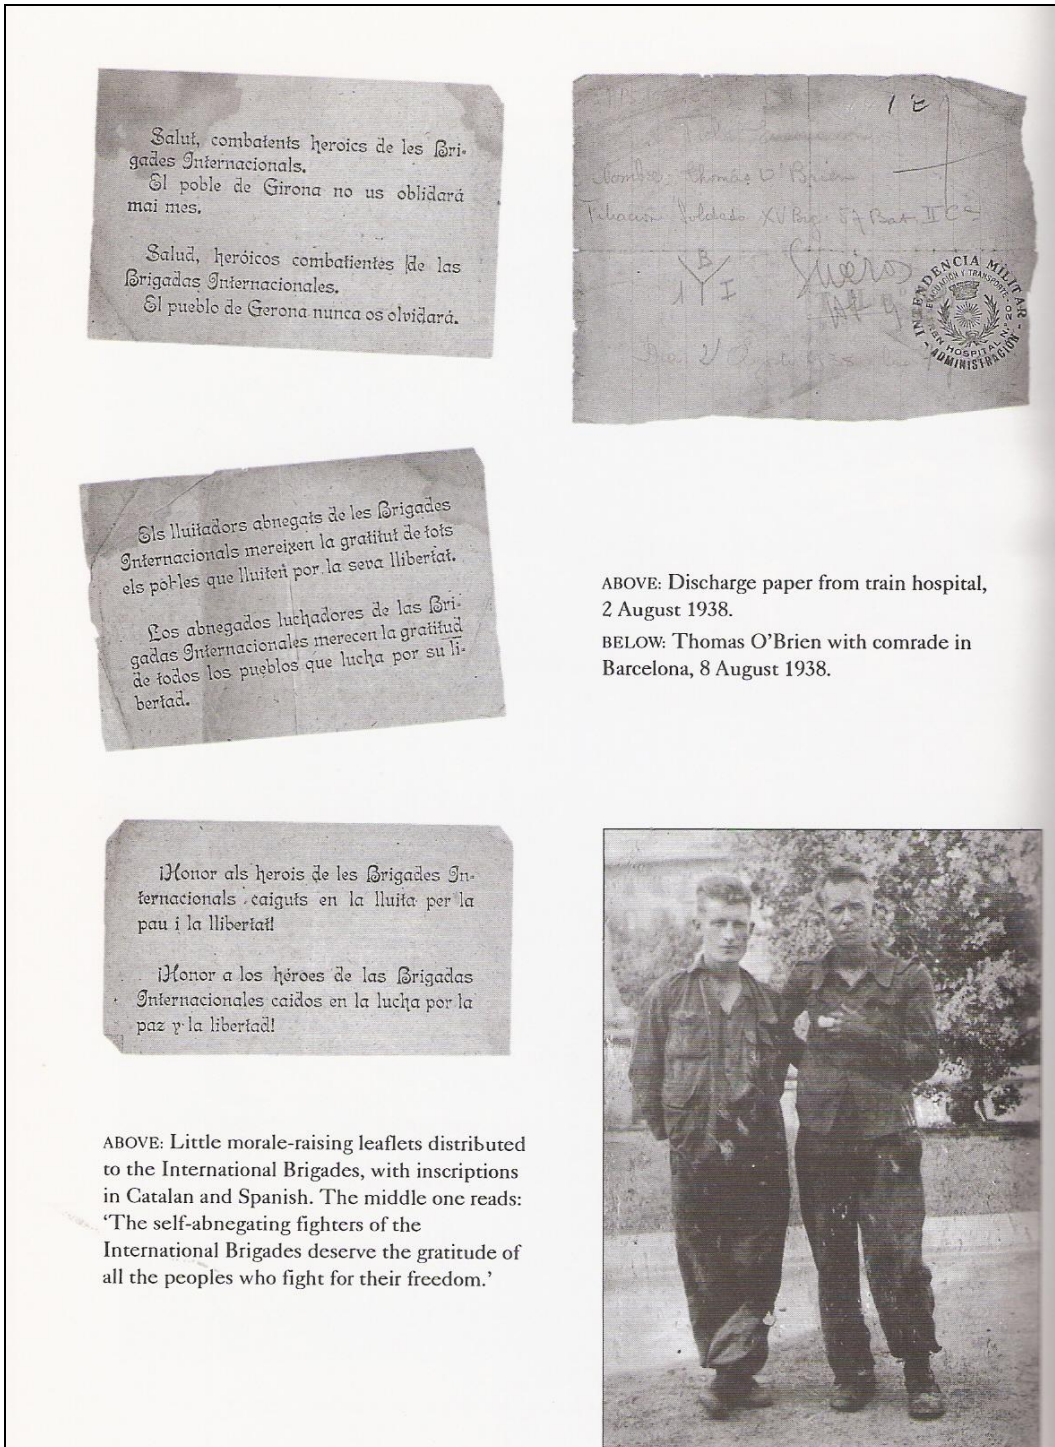 Salut, combatents heroics de les Bri-
gades Internacionals.
El poble de Girona no us oblidará
mai mes.
Salud, heróicos combatientes de las
Brigadas Internacionales.
El pueblo de Gerona nunca os olvidará.
Els lluitadors abnegats de les Brigades
Internacionals mereixen la gratitut de tots
els pobles que lluiten por la seva llibertat.
Los abnegados luchadores de las Bri-
gadas Internacionales merecen la gratitud
de todos los pueblos que lucha por su li-
bertad.
¡Honor als herois de les Brigades In-
ternacionals caiguts en la lluita per la
pau i la llibertat!
¡Honor a los héroes de las Brigadas
Internacionales caidos en la lucha por la
paz y la libertad!
ABOVE: Little morale-raising leaflets distributed
to the International Brigades, with inscriptions
in Catalan and Spanish. The middle one reads:
‘The self-abnegating fighters of the
International Brigades deserve the gratitude of
all the peoples who fight for their freedom.’
Nombre: Thomas O'Brien
Filiacion Soldado XV Brig. 57 Bat. II Cª
B
1 I
INTENDENCIA MILITAR
EVACUACIÓN Y TRANSPORTE
TREN HOSPITAL Nº 20
ADMINISTRACIÓN
ABOVE: Discharge paper from train hospital,
2 August 1938.
BELOW: Thomas O’Brien with comrade in
Barcelona, 8 August 1938.